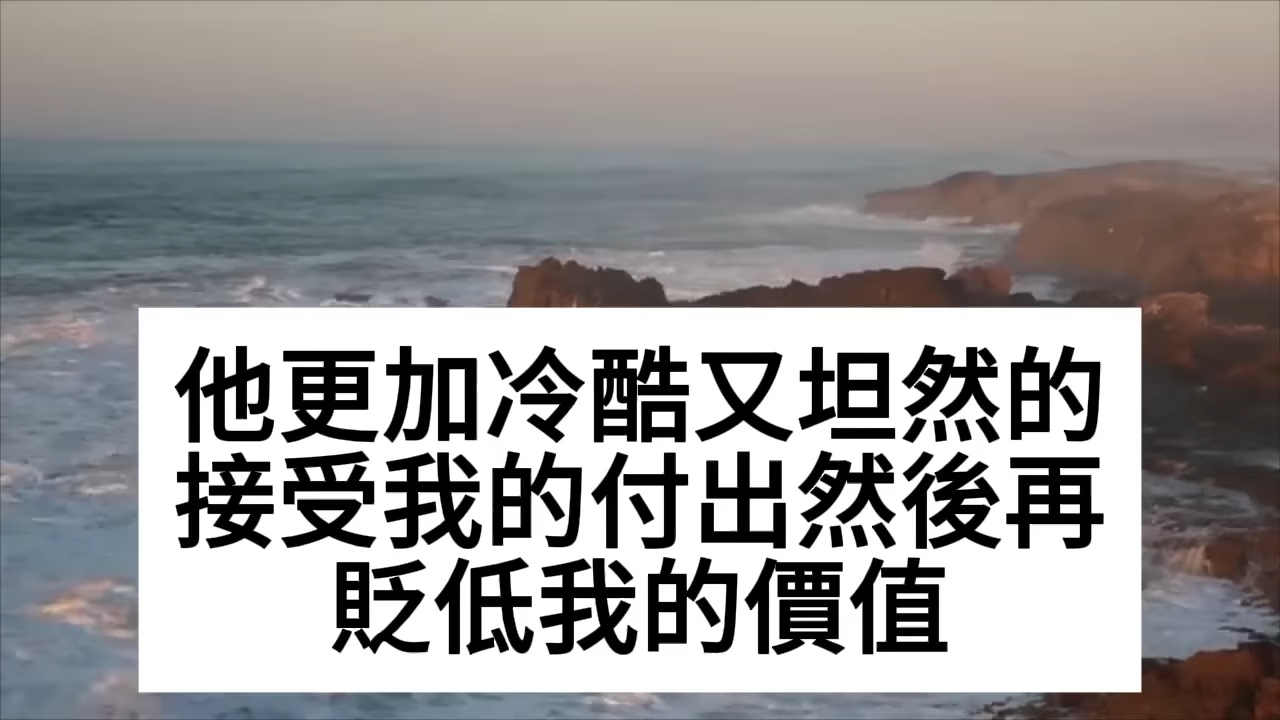 他更加冷酷又坦然的
接受我的付出然後再
貶低我的價值